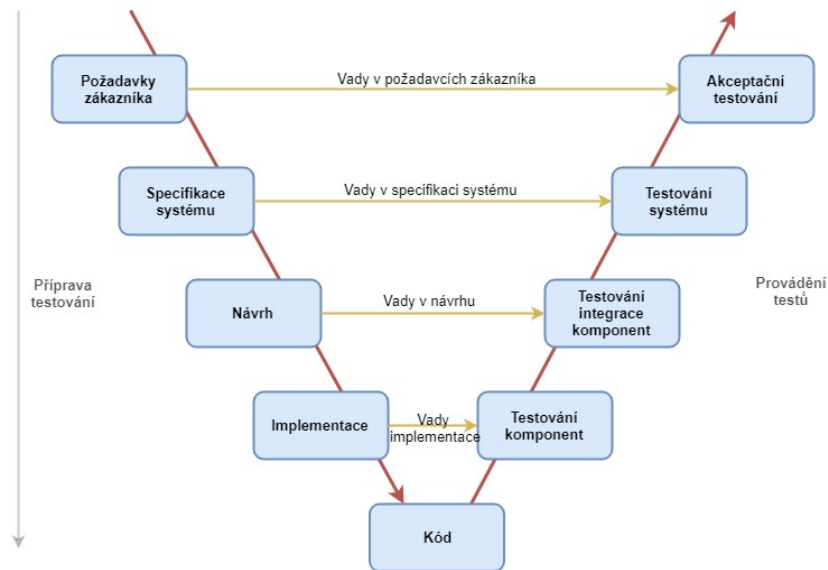 Požadavky
zákazníka
Vady v požadavcích zákazníka
Akceptační
testování
Specifikace
systému
Vady v specifikaci systému
Testování
systému
Příprava
testování
Návrh
Vady v návrhu
Testování
integrace
komponent
Provádění
testů
Implementace
Vady
implementace
Testování
komponent
Kód